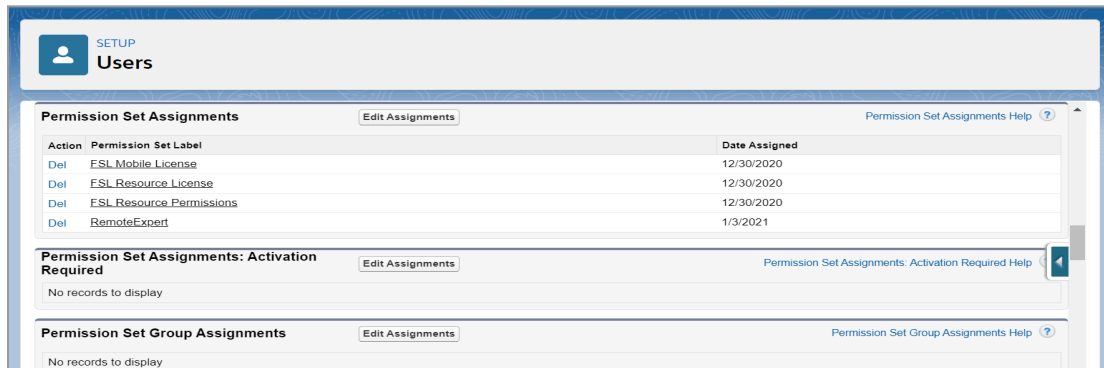 SETUP
Users
Permission Set Assignments Edit Assignments Permission Set Assignments Help ?
Action Permission Set Label Date Assigned
Del FSL Mobile License 12/30/2020
Del FSL Resource License 12/30/2020
Del FSL Resource Permissions 12/30/2020
Del RemoteExpert 1/3/2021
Permission Set Assignments: Activation
Required Edit Assignments Permission Set Assignments: Activation Required Help
No records to display
Permission Set Group Assignments Edit Assignments Permission Set Group Assignments Help ?
No records to display